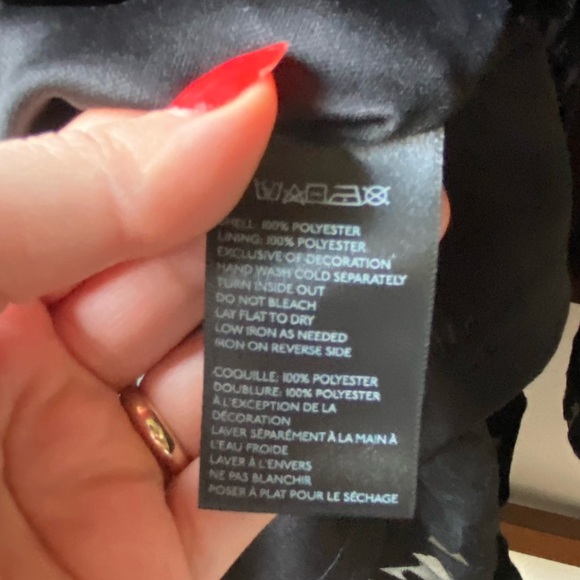 SHELL: 100% POLYESTER
LINING: 100% POLYESTER
EXCLUSIVE OF DECORATION
HAND WASH COLD SEPARATELY
TURN INSIDE OUT
DO NOT BLEACH
LAY FLAT TO DRY
LOW IRON AS NEEDED
IRON ON REVERSE SIDE
COQUILLE: 100% POLYESTER
DOUBLURE: 100% POLYESTER
À L'EXCEPTION DE LA
DÉCORATION
LAVER SÉPARÉMENT À LA MAIN À
L'EAU FROIDE
LAVER À L'ENVERS
NE PAS BLANCHIR
POSER À PLAT POUR LE SÉCHAGE